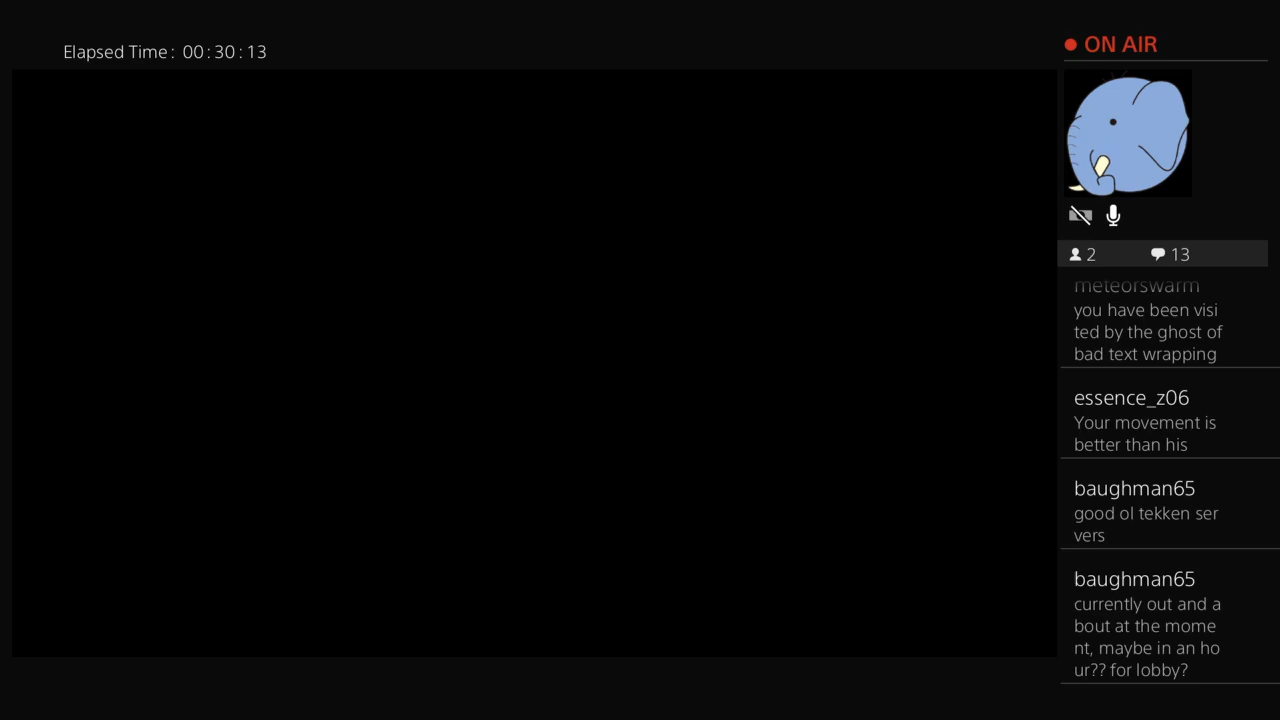 Elapsed Time: 00:30:13
ON AIR
2
13
meteorswarm
you have been visi
ted by the ghost of
bad text wrapping
essence_z06
Your movement is
better than his
baughman65
good ol tekken ser
vers
baughman65
currently out and a
bout at the mome
nt, maybe in an ho
ur?? for lobby?